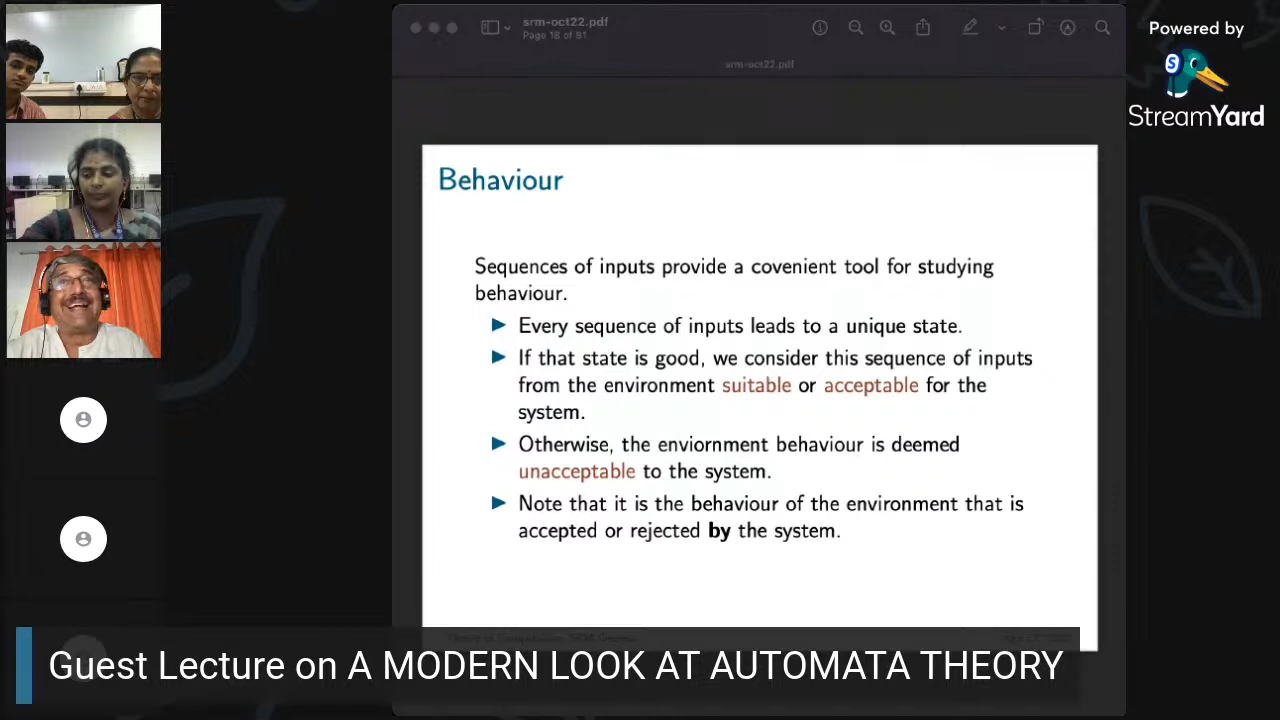 srm-oct22.pdf
Page 18 of 91
srm-oct22.pdf
Powered by
StreamYard
Behaviour
Sequences of inputs provide a covenient tool for studying
behaviour.
Every sequence of inputs leads to a unique state.
If that state is good, we consider this sequence of inputs
from the environment suitable or acceptable for the
system.
Otherwise, the enviornment behaviour is deemed
unacceptable to the system.
Note that it is the behaviour of the environment that is
accepted or rejected by the system.
Guest Lecture on A MODERN LOOK AT AUTOMATA THEORY